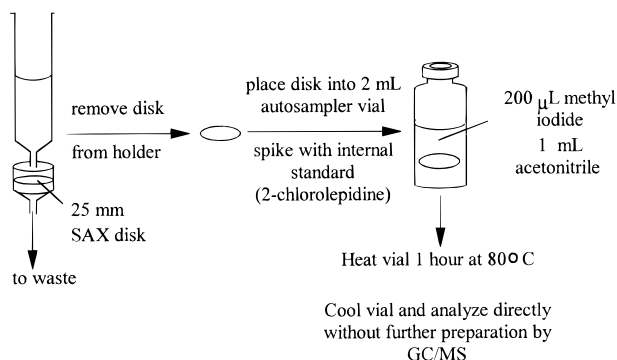 remove disk
from holder
25 mm
SAX disk
to waste
place disk into 2 mL
autosampler vial
spike with internal
standard
(2-chlorolepidine)
200 μL methyl
iodide
1 mL
acetonitrile
Heat vial 1 hour at 80°C
Cool vial and analyze directly
without further preparation by
GC/MS